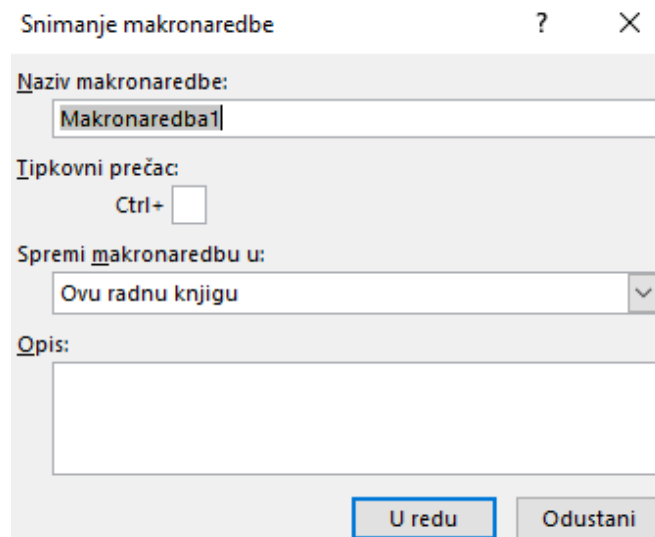 Snimanje makronaredbe ?
Naziv makronaredbe:
Makronaredba1
Tipkovni prečac:
Ctrl+
Spremi makronaredbu u:
Ovu radnu knjigu
Opis:
U redu Odustani